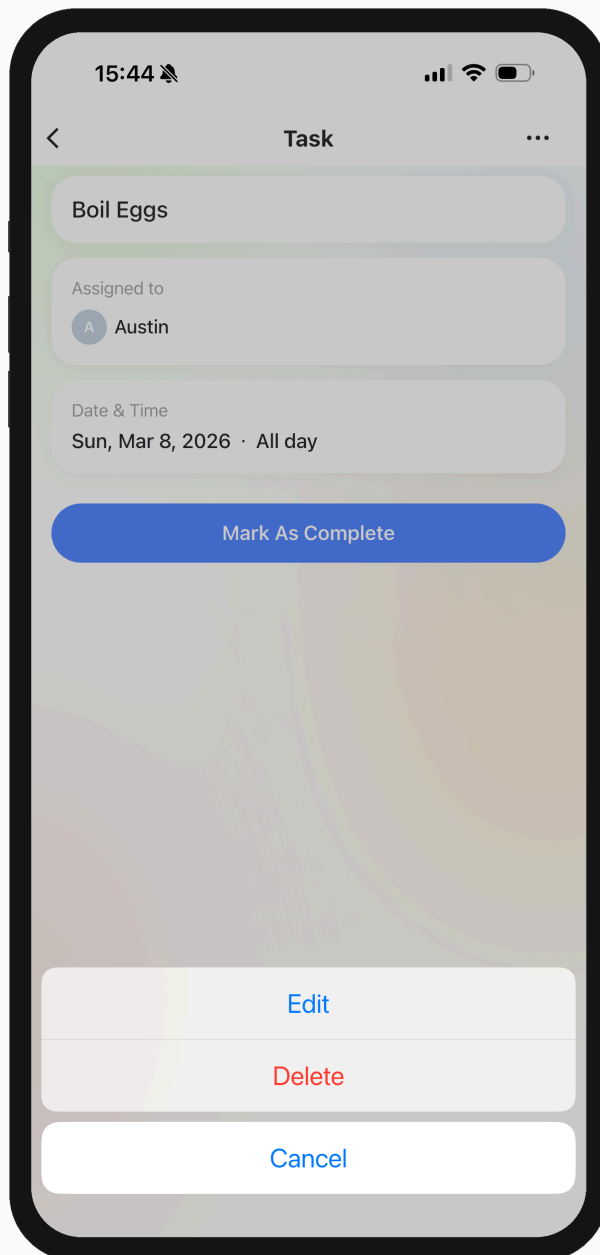 15:44
Task
Boil Eggs
Assigned to
A Austin
Date & Time
Sun, Mar 8, 2026 · All day
Mark As Complete
Edit
Delete
Cancel